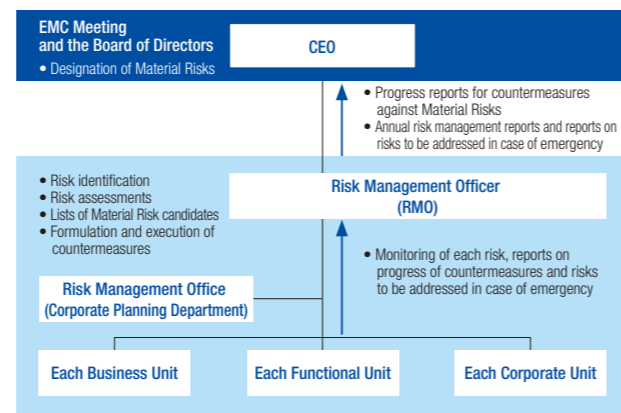 EMC Meeting
and the Board of Directors
• Designation of Material Risks
CEO
• Progress reports for countermeasures
against Material Risks
• Annual risk management reports and reports on
risks to be addressed in case of emergency
• Risk identification
• Risk assessments
• Lists of Material Risk candidates
• Formulation and execution of
countermeasures
Risk Management Officer
(RMO)
• Monitoring of each risk, reports on
progress of countermeasures and risks
to be addressed in case of emergency
Risk Management Office
(Corporate Planning Department)
Each Business Unit
Each Functional Unit
Each Corporate Unit